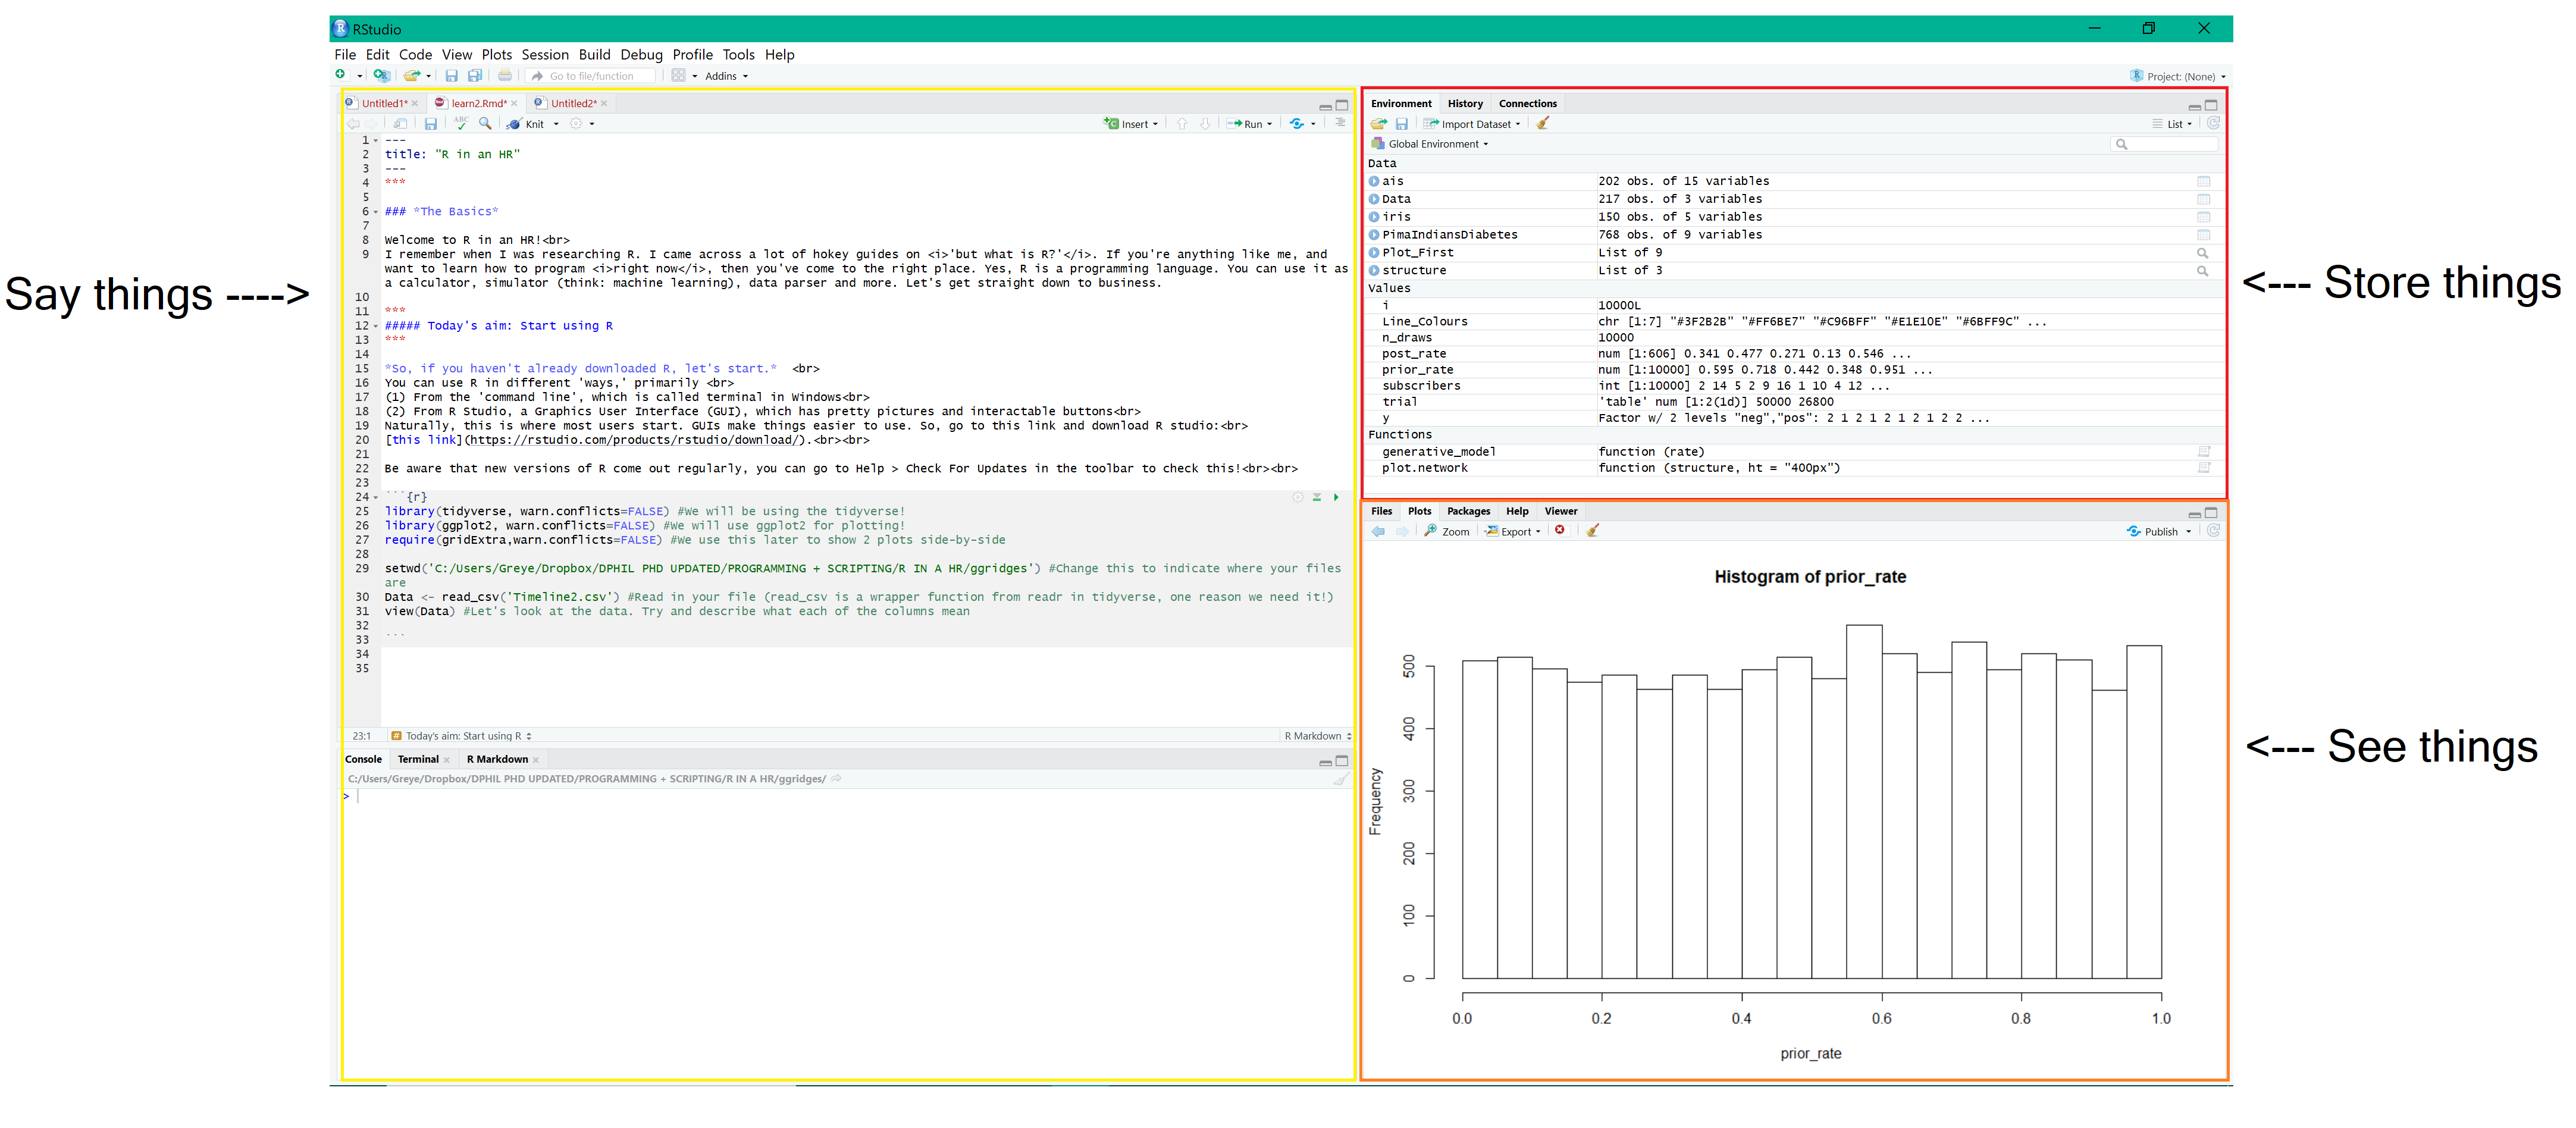 RStudio
File Edit Code View Plots Session Build Debug Profile Tools Help
Go to file/function Addins
Project: (None)
Say things ---->
Untitled1* learn2.Rmd* Untitled2*
ABC Knit Insert Run
1 ---
2 title: "R in an HR"
3 ---
4 ***
5
6 ### *The Basics*
7
8 Welcome to R in an HR!<br>
9 I remember when I was researching R. I came across a lot of hokey guides on <i>'but what is R?'</i>. If you're anything like me, and
want to learn how to program <i>right now</i>, then you've come to the right place. Yes, R is a programming language. You can use it as
a calculator, simulator (think: machine learning), data parser and more. Let's get straight down to business.
10
11 ***
12 ##### Today's aim: Start using R
13 ***
14
15 *So, if you haven't already downloaded R, let's start.* <br>
16 You can use R in different 'ways,' primarily <br>
17 (1) From the 'command line', which is called terminal in Windows<br>
18 (2) From R Studio, a Graphics User Interface (GUI), which has pretty pictures and interactable buttons<br>
19 Naturally, this is where most users start. GUIs make things easier to use. So, go to this link and download R studio:<br>
20 [this link](https://rstudio.com/products/rstudio/download/).<br><br>
21
22 Be aware that new versions of R come out regularly, you can go to Help > Check For Updates in the toolbar to check this!<br><br>
23
24 ```{r}
25 library(tidyverse, warn.conflicts=FALSE) #We will be using the tidyverse!
26 library(ggplot2, warn.conflicts=FALSE) #We will use ggplot2 for plotting!
27 require(gridExtra,warn.conflicts=FALSE) #We use this later to show 2 plots side-by-side
28
29 setwd('C:/Users/Greye/Dropbox/DPHIL PHD UPDATED/PROGRAMMING + SCRIPTING/R IN A HR/ggridges') #Change this to indicate where your files
are
30 Data <- read_csv('Timeline2.csv') #Read in your file (read_csv is a wrapper function from readr in tidyverse, one reason we need it!)
31 view(Data) #Let's look at the data. Try and describe what each of the columns mean
32
33 ```
34
35
23:1 # Today's aim: Start using R R Markdown
Console Terminal R Markdown
C:/Users/Greye/Dropbox/DPHIL PHD UPDATED/PROGRAMMING + SCRIPTING/R IN A HR/ggridges/
>
<--- Store things
Environment History Connections
Import Dataset List
Global Environment
Data
ais 202 obs. of 15 variables
Data 217 obs. of 3 variables
iris 150 obs. of 5 variables
PimaIndiansDiabetes 768 obs. of 9 variables
Plot_First List of 9
structure List of 3
Values
i 10000L
Line_Colours chr [1:7] "#3F2B2B" "#FF6BE7" "#C96BFF" "#E1E10E" "#6BFF9C" ...
n_draws 10000
post_rate num [1:606] 0.341 0.477 0.271 0.13 0.546 ...
prior_rate num [1:10000] 0.595 0.718 0.442 0.348 0.951 ...
subscribers int [1:10000] 2 14 5 2 9 16 1 10 4 12 ...
trial 'table' num [1:2(1d)] 50000 26800
y Factor w/ 2 levels "neg","pos": 2 1 2 1 2 1 2 1 2 2 ...
Functions
generative_model function (rate)
plot.network function (structure, ht = "400px")
<--- See things
Files Plots Packages Help Viewer
Zoom Export Publish
Histogram of prior_rate
Frequency
500
400
300
200
100
0
0.0 0.2 0.4 0.6 0.8 1.0
prior_rate